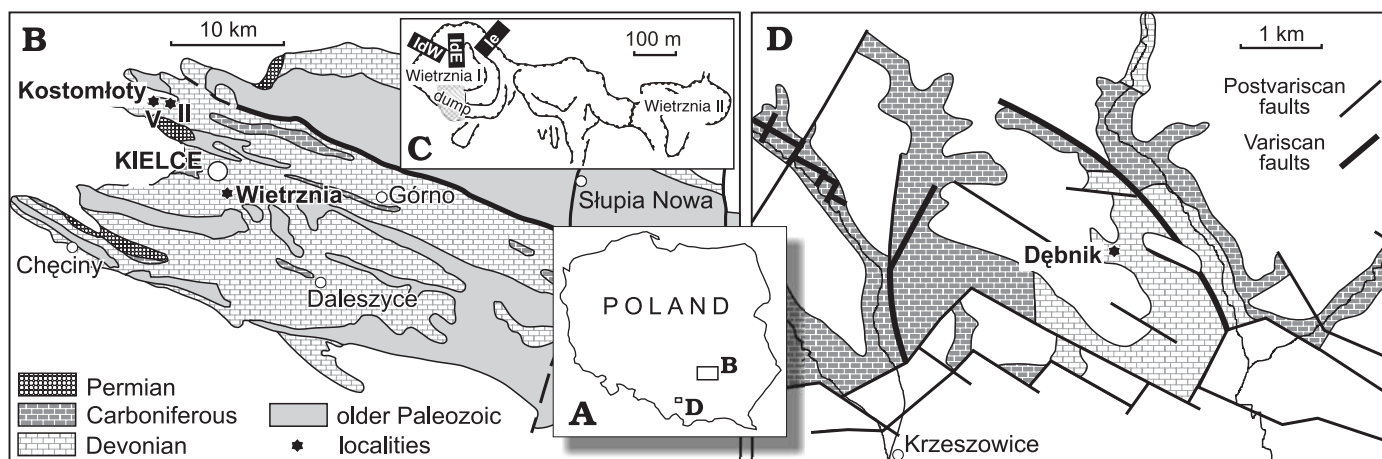 B
10 km
Kostomłoty
V
II
KIELCE
Wietrznia
Górno
Chęciny
Daleszyce
Słupia Nowa
Permian
Carboniferous
Devonian
older Paleozoic
localities
C
IdW
IdE
Ie
100 m
Wietrznia I
dump
Wietrznia II
A
POLAND
B
D
D
1 km
Postvariscan
faults
Variscan
faults
Dębnik
Krzeszowice